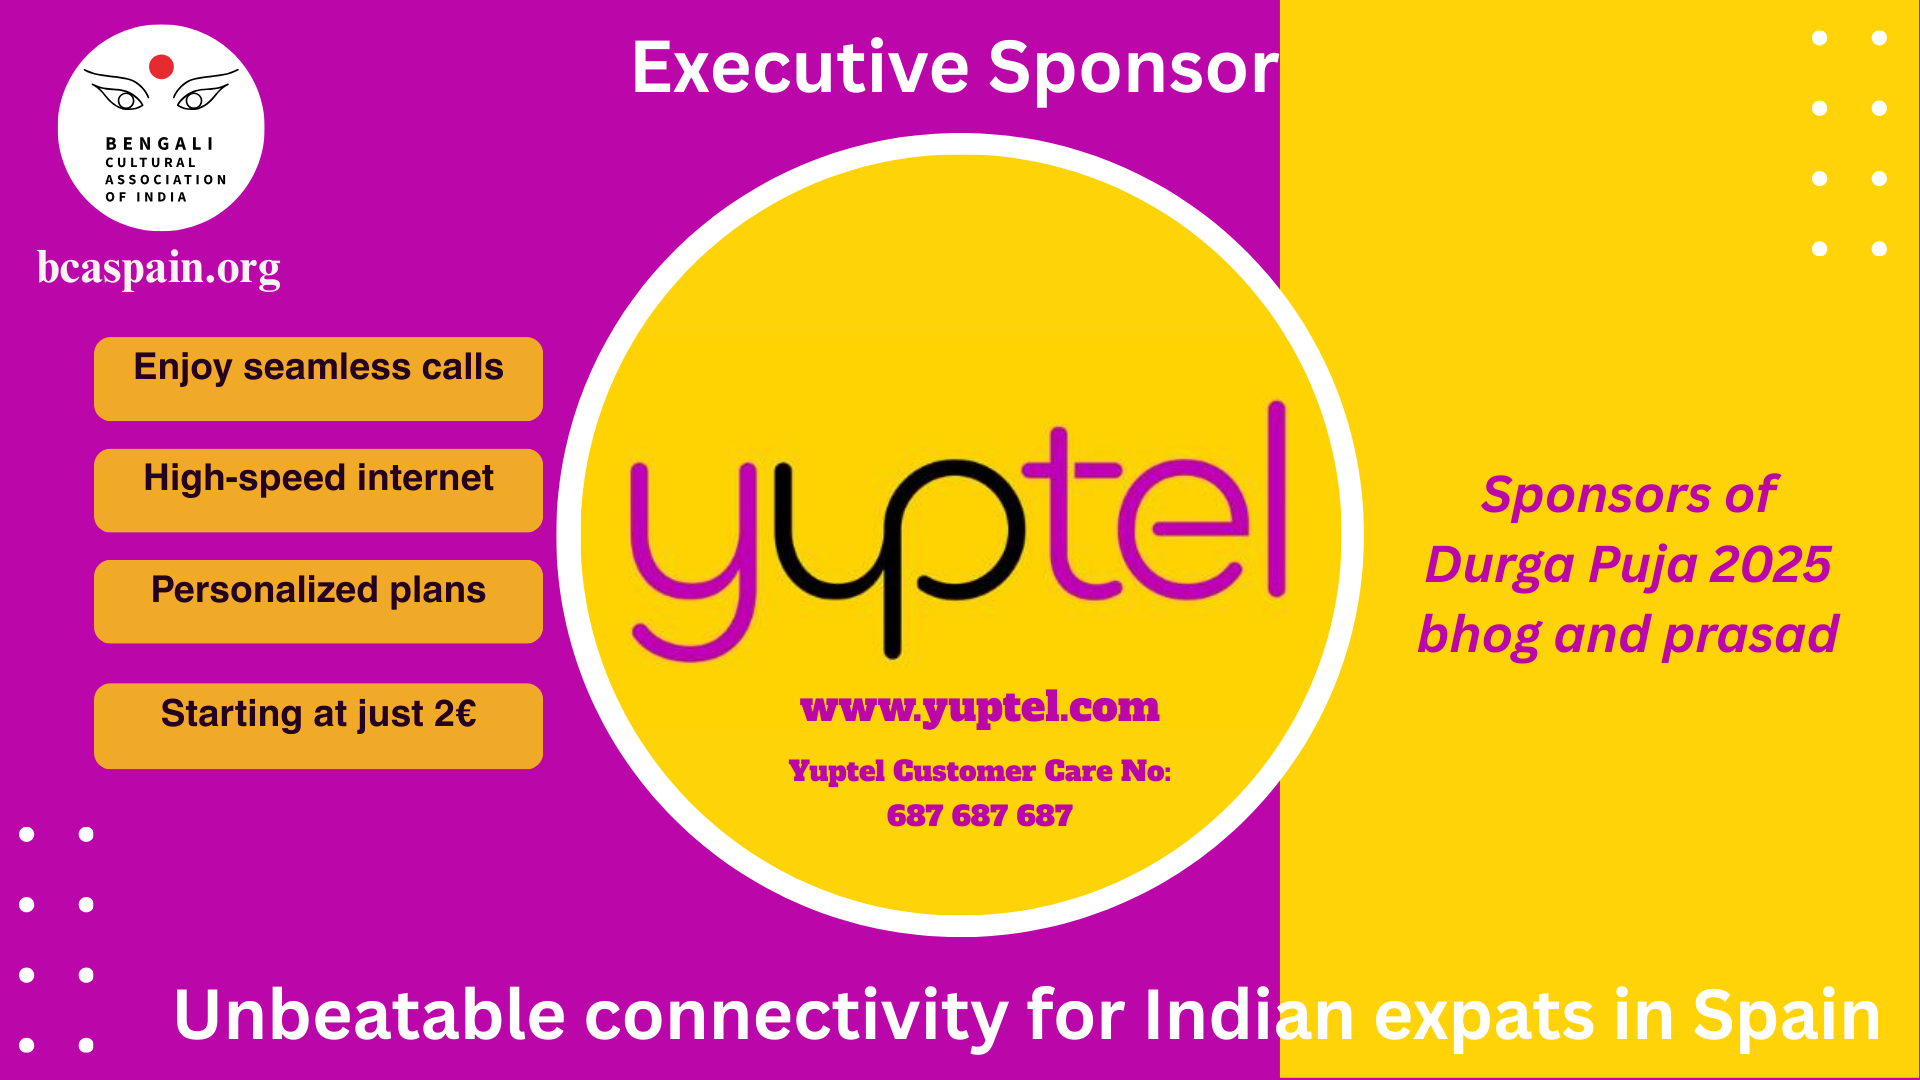 Executive Sponsor
BENGALI
CULTURAL
ASSOCIATION
OF INDIA
bcaspain.org
Enjoy seamless calls
High-speed internet
Personalized plans
Starting at just 2€
yuptel
www.yuptel.com
Yuptel Customer Care No:
687 687 687
Sponsors of
Durga Puja 2025
bhog and prasad
Unbeatable connectivity for Indian expats in Spain